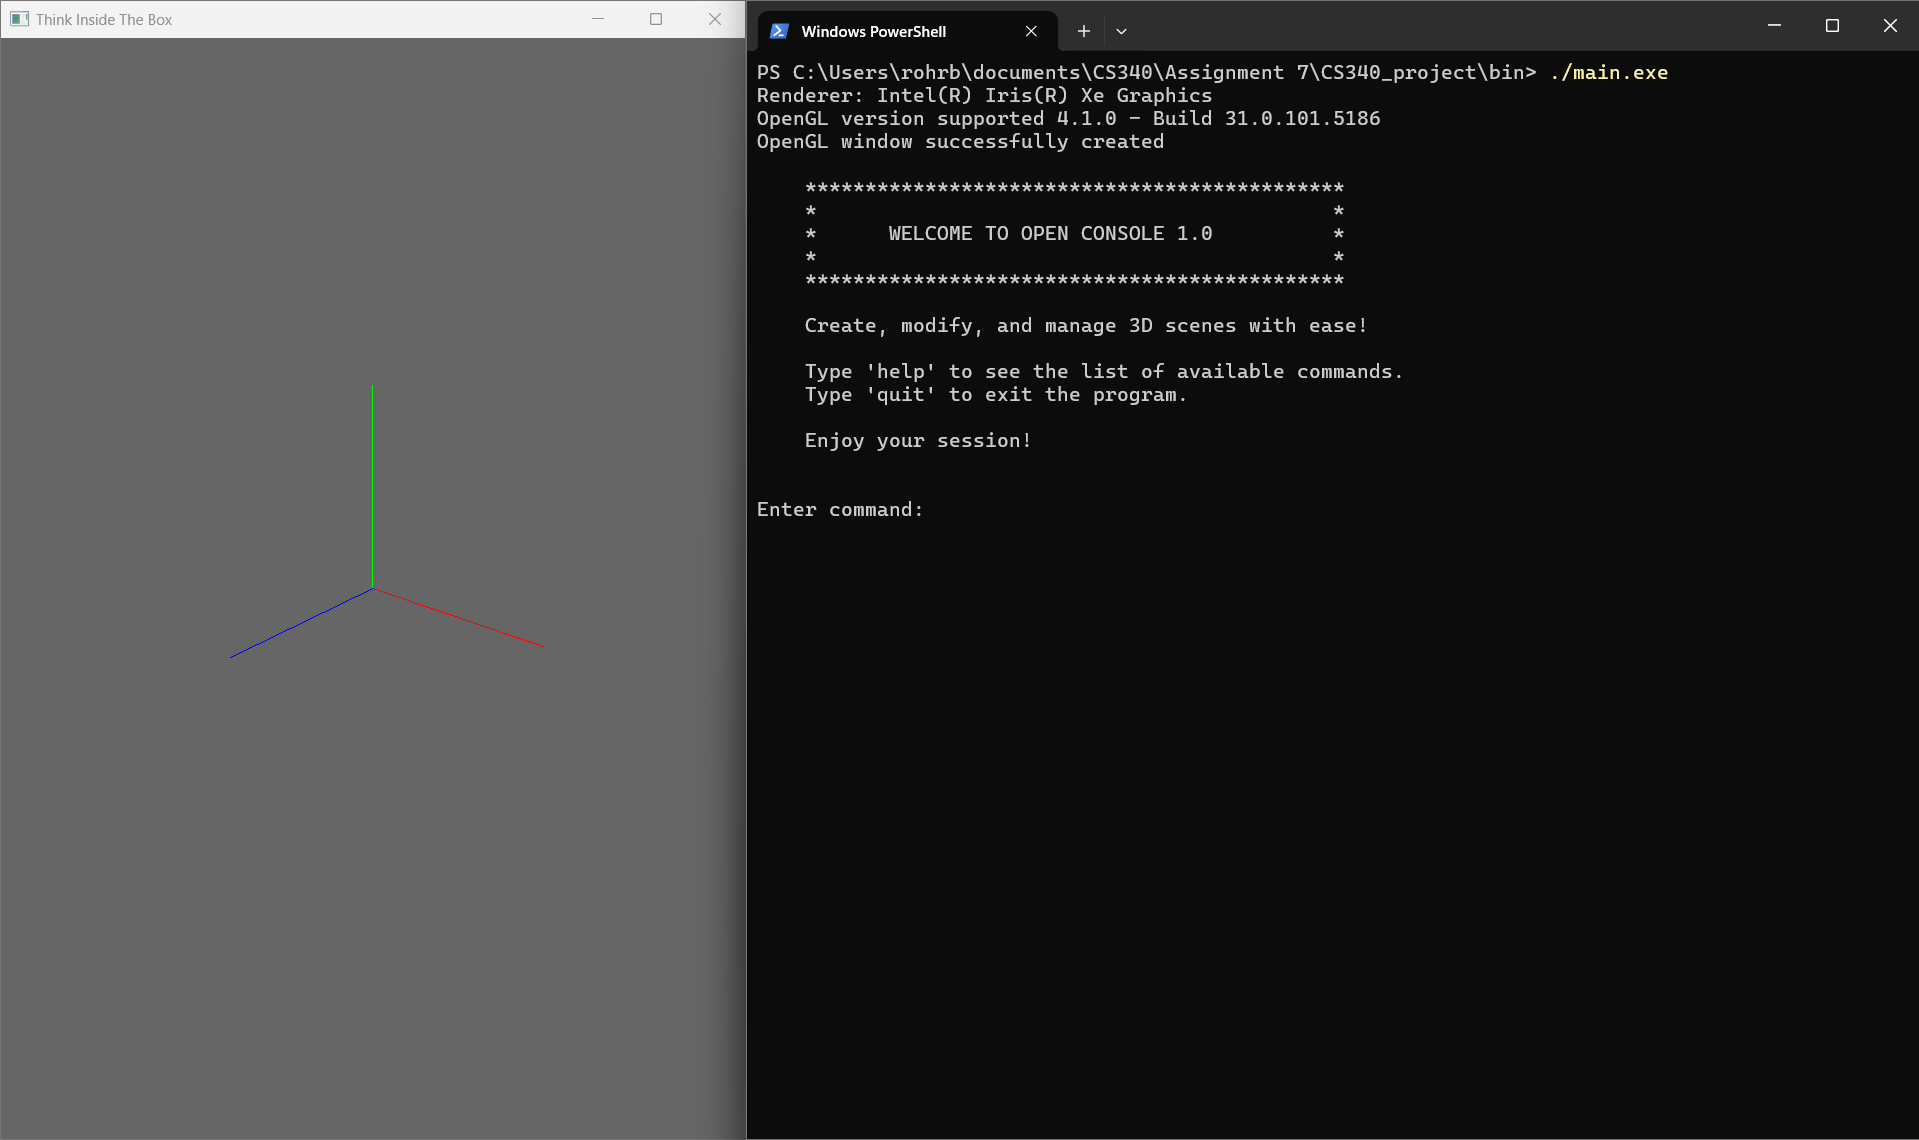 Think Inside The Box
Windows PowerShell
PS C:\Users\rohrb\documents\CS340\Assignment 7\CS340_project\bin> ./main.exe
Renderer: Intel(R) Iris(R) Xe Graphics
OpenGL version supported 4.1.0 - Build 31.0.101.5186
OpenGL window successfully created
*********************************************
*                                           *
*      WELCOME TO OPEN CONSOLE 1.0          *
*                                           *
*********************************************
Create, modify, and manage 3D scenes with ease!
Type 'help' to see the list of available commands.
Type 'quit' to exit the program.
Enjoy your session!
Enter command: